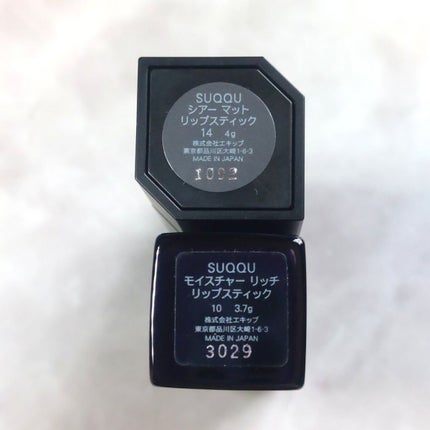 SUQQU
シアー マット
リップスティック
14 4g
株式会社エキップ
東京都品川区大崎1-6-3
MADE IN JAPAN
1092
SUQQU
モイスチャー リッチ
リップスティック
10 3.7g
株式会社エキップ
東京都品川区大崎1-6-3
MADE IN JAPAN
3029